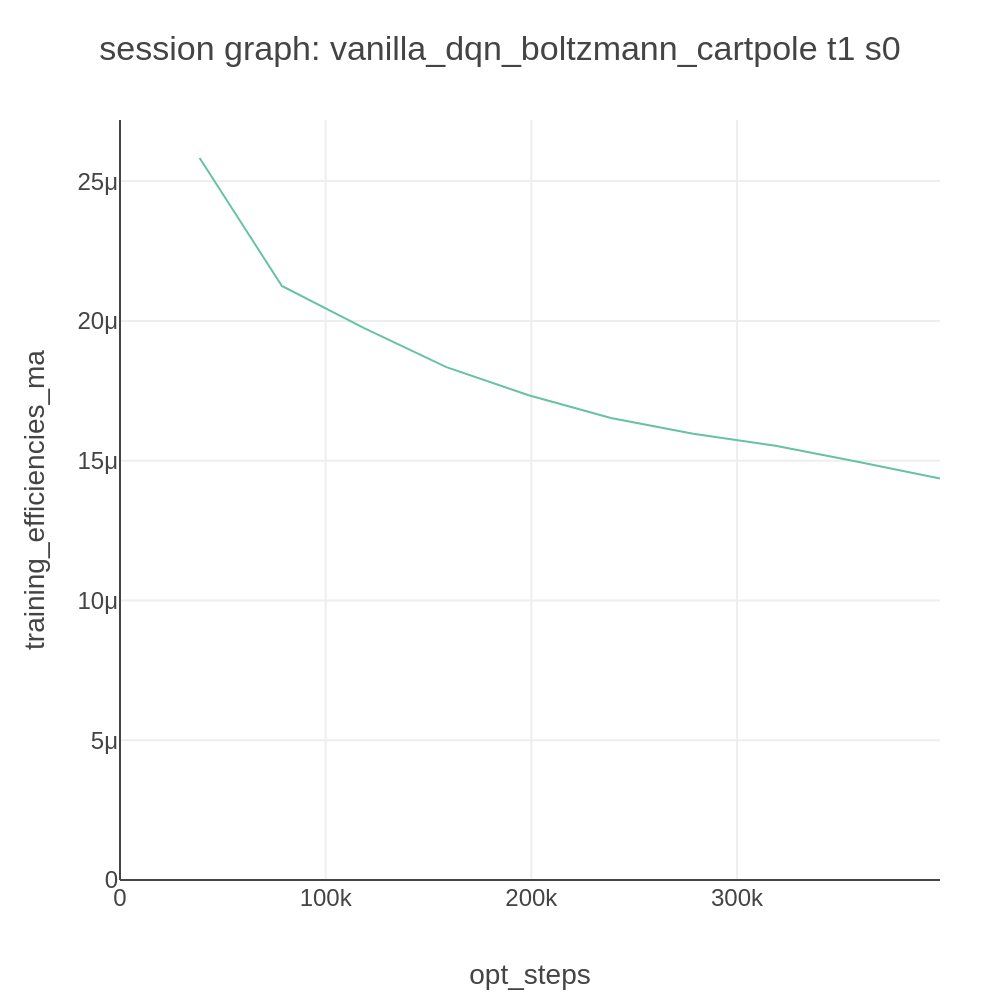 session graph: vanilla_dqn_boltzmann_cartpole t1 s0
training_efficiencies_ma
25μ
20μ
15μ
10μ
5μ
0
0
100k
200k
300k
opt_steps